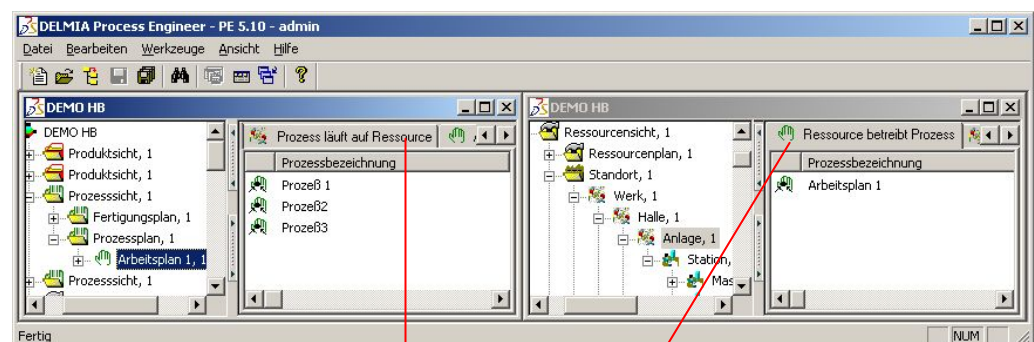 DELMIA Process Engineer - PE 5.10 - admin
Datei Bearbeiten Werkzeuge Ansicht Hilfe
DEMO HB
DEMO HB
Produktsicht, 1
Produktsicht, 1
Prozesssicht, 1
Fertigungsplan, 1
Prozessplan, 1
Arbeitsplan 1, 1
Prozesssicht, 1
Prozess läuft auf Ressource
Prozessbezeichnung
Prozeß 1
Prozeß2
Prozeß3
DEMO HB
Ressourcensicht, 1
Ressourcenplan, 1
Standort, 1
Werk, 1
Halle, 1
Anlage, 1
Station,
Mas
Ressource betreibt Prozess
Prozessbezeichnung
Arbeitsplan 1
Fertig
NUM